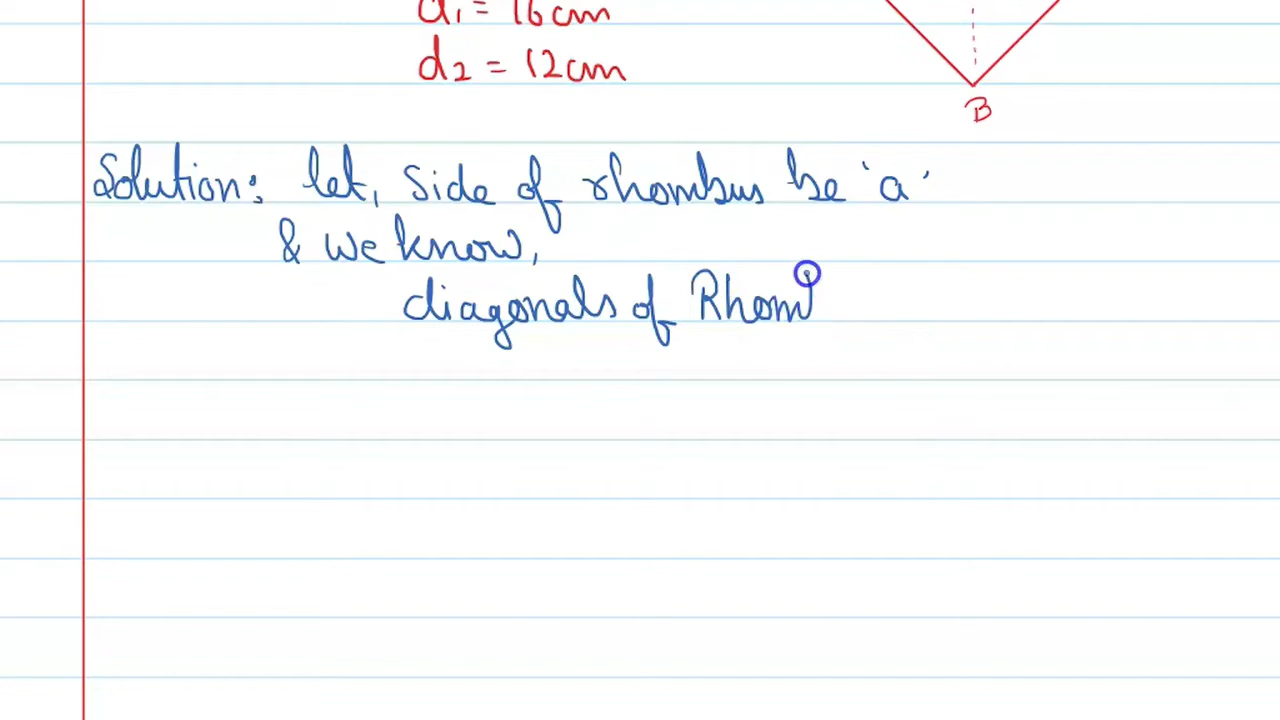 d1 = 16cm
d2 = 12cm
B
Solution: let, Side of rhombus be 'a'
& we know,
diagonals of Rhom